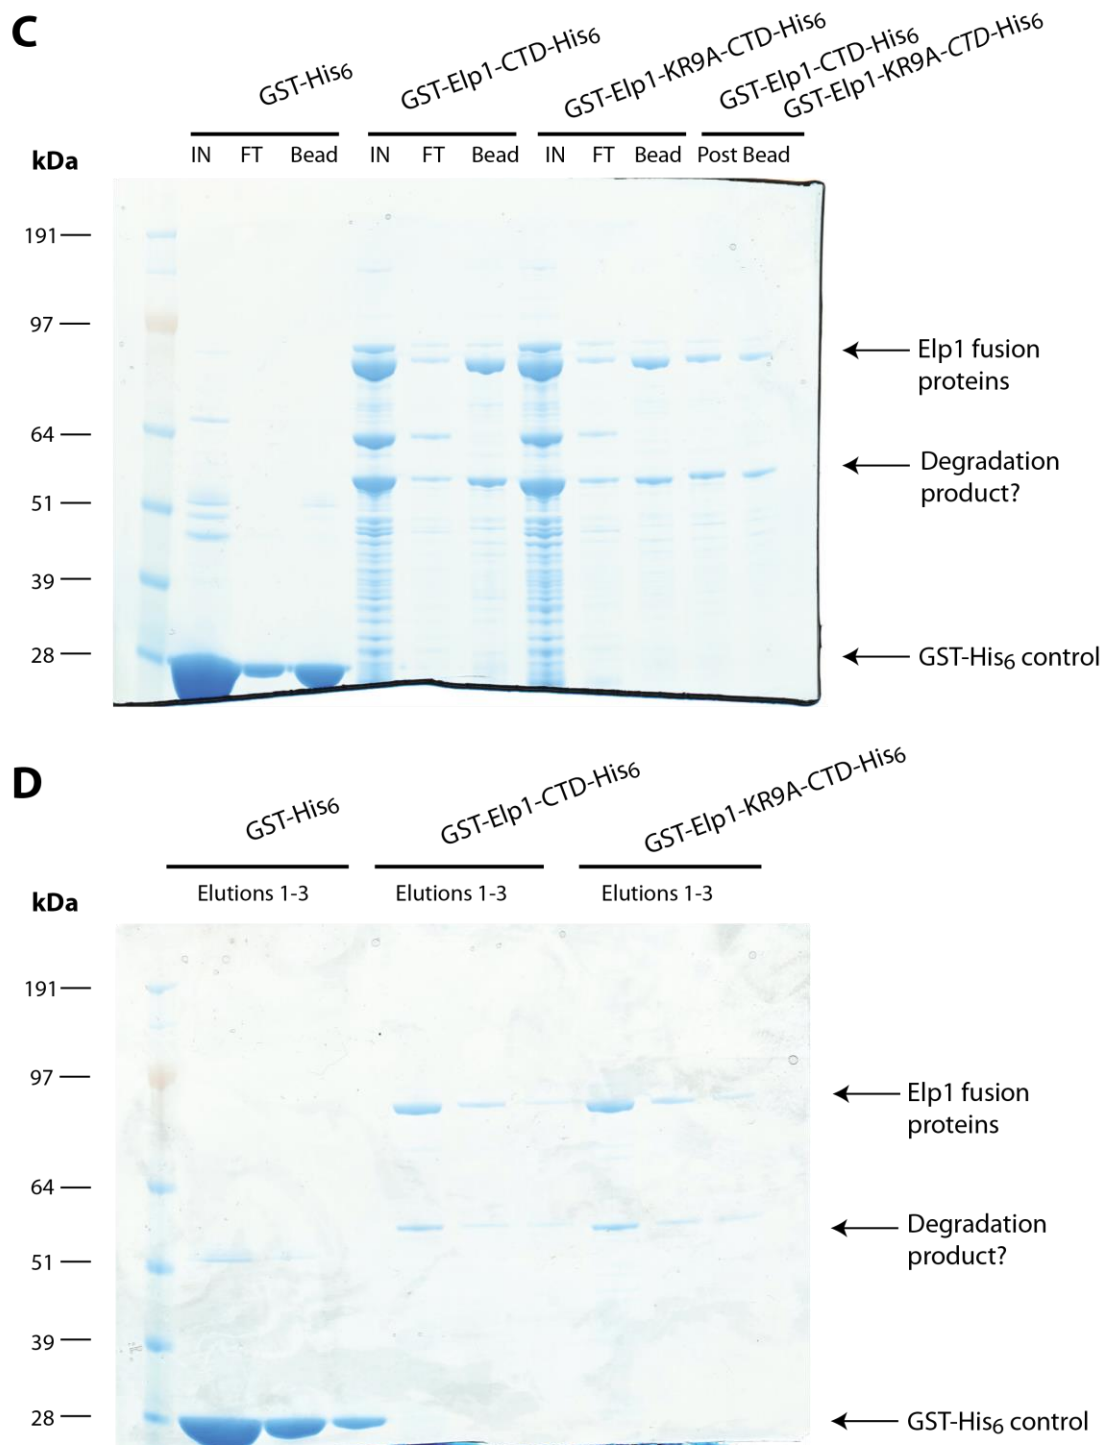 C
GST-His6
GST-Elp1-CTD-His6
GST-Elp1-KR9A-CTD-His6
GST-Elp1-CTD-His6
GST-Elp1-KR9A-CTD-His6
kDa
IN FT Bead IN FT Bead IN FT Bead Post Bead
191
97
64
51
39
28
Elp1 fusion
proteins
Degradation
product?
GST-His6 control
D
GST-His6
GST-Elp1-CTD-His6
GST-Elp1-KR9A-CTD-His6
kDa
Elutions 1-3 Elutions 1-3 Elutions 1-3
191
97
64
51
39
28
Elp1 fusion
proteins
Degradation
product?
GST-His6 control